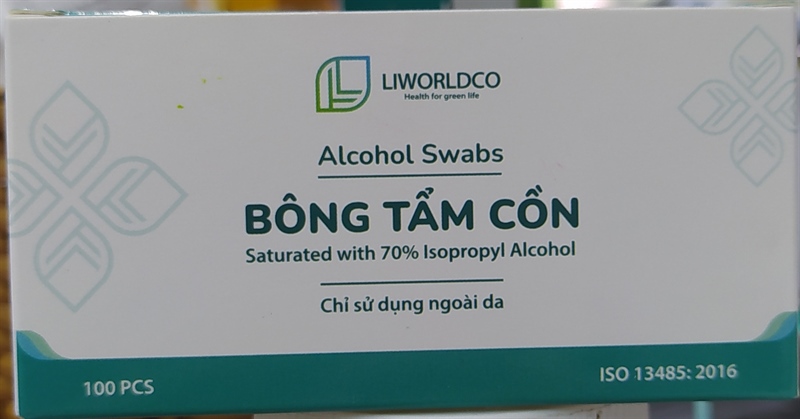 LIWORLDCO
Health for green life
Alcohol Swabs
BÔNG TẨM CỒN
Saturated with 70% Isopropyl Alcohol
Chỉ sử dụng ngoài da
100 PCS
ISO 13485: 2016